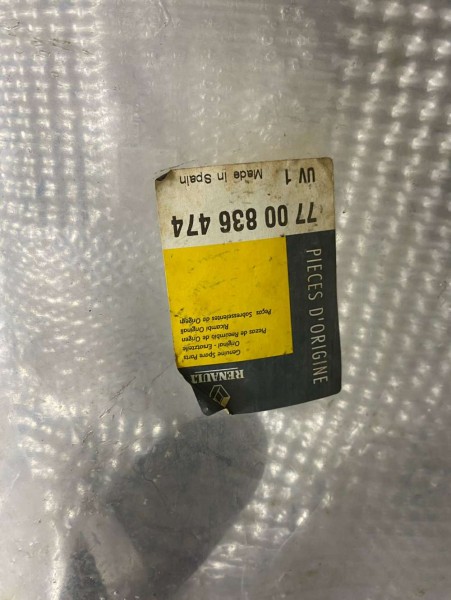 RENAULT
PIECES D'ORIGINE
Genuine Spare Parts
Original - Ersatzteile
Piezas de Recambio de Origen
Ricambi Originali
Peças Sobresselentes de Origem
77 00 836 474
UV 1 Made in Spain